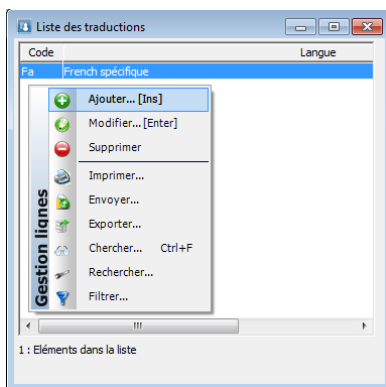 Liste des traductions
Code Langue
Fa French spécifique
Gestion lignes
Ajouter... [Ins]
Modifier... [Enter]
Supprimer
Imprimer...
Envoyer...
Exporter...
Chercher... Ctrl+F
Rechercher...
Filtrer...
1 : Eléments dans la liste